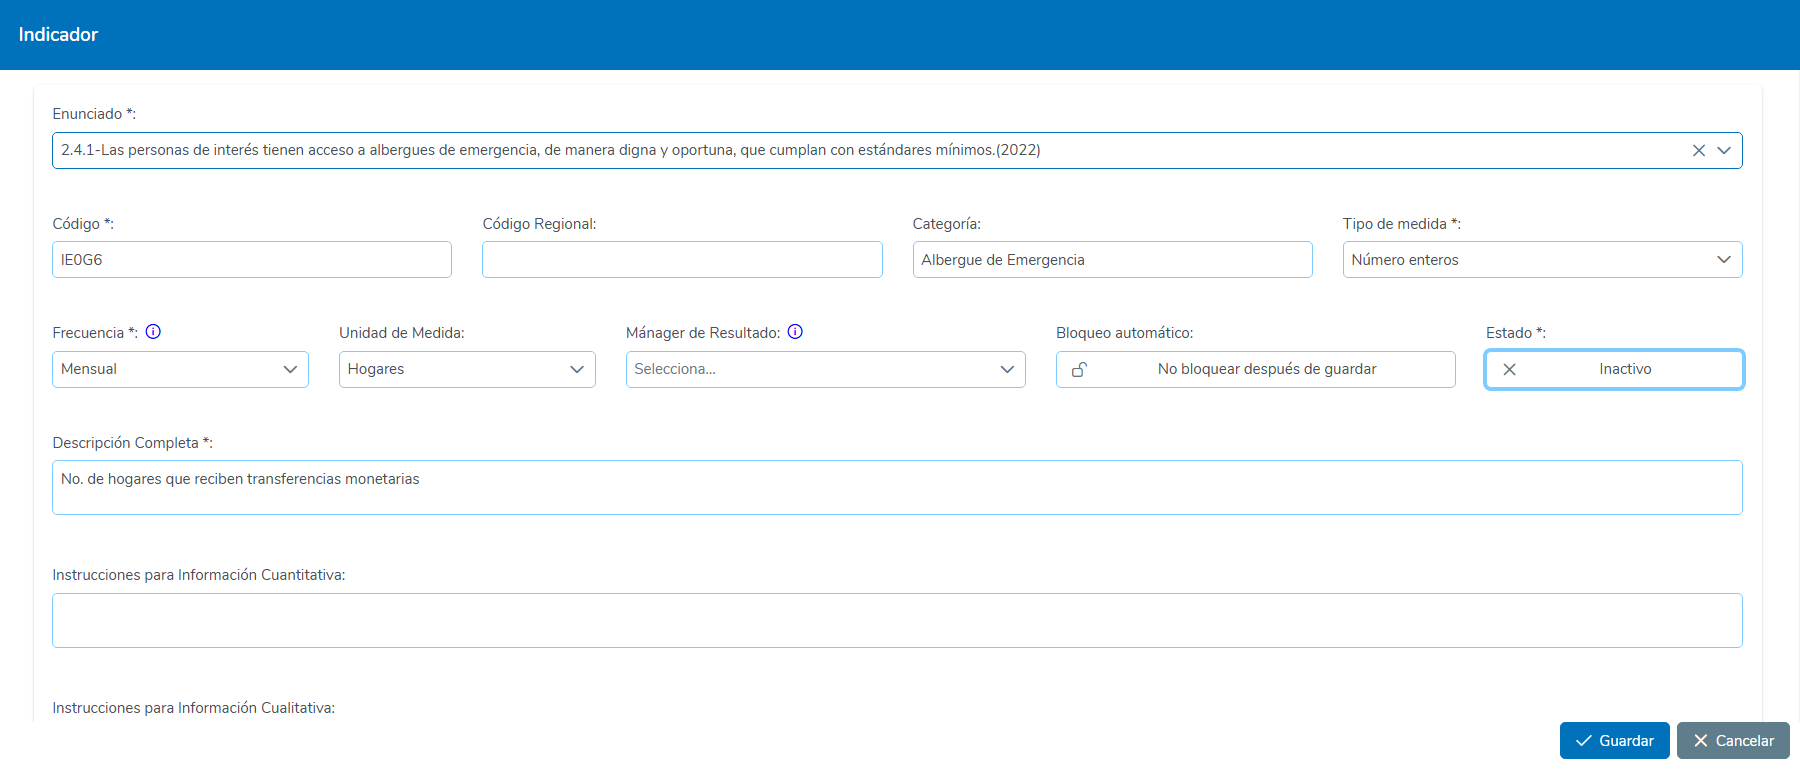 Indicador
Enunciado *:
2.4.1-Las personas de interés tienen acceso a albergues de emergencia, de manera digna y oportuna, que cumplan con estándares mínimos.(2022)
Código *: Código Regional: Categoría: Tipo de medida *:
IE0G6 Albergue de Emergencia Número enteros
Frecuencia *: Unidad de Medida: Mánager de Resultado: Bloqueo automático: Estado *:
Mensual Hogares Selecciona... No bloquear después de guardar Inactivo
Descripción Completa *:
No. de hogares que reciben transferencias monetarias
Instrucciones para Información Cuantitativa:
Instrucciones para Información Cualitativa:
Guardar Cancelar